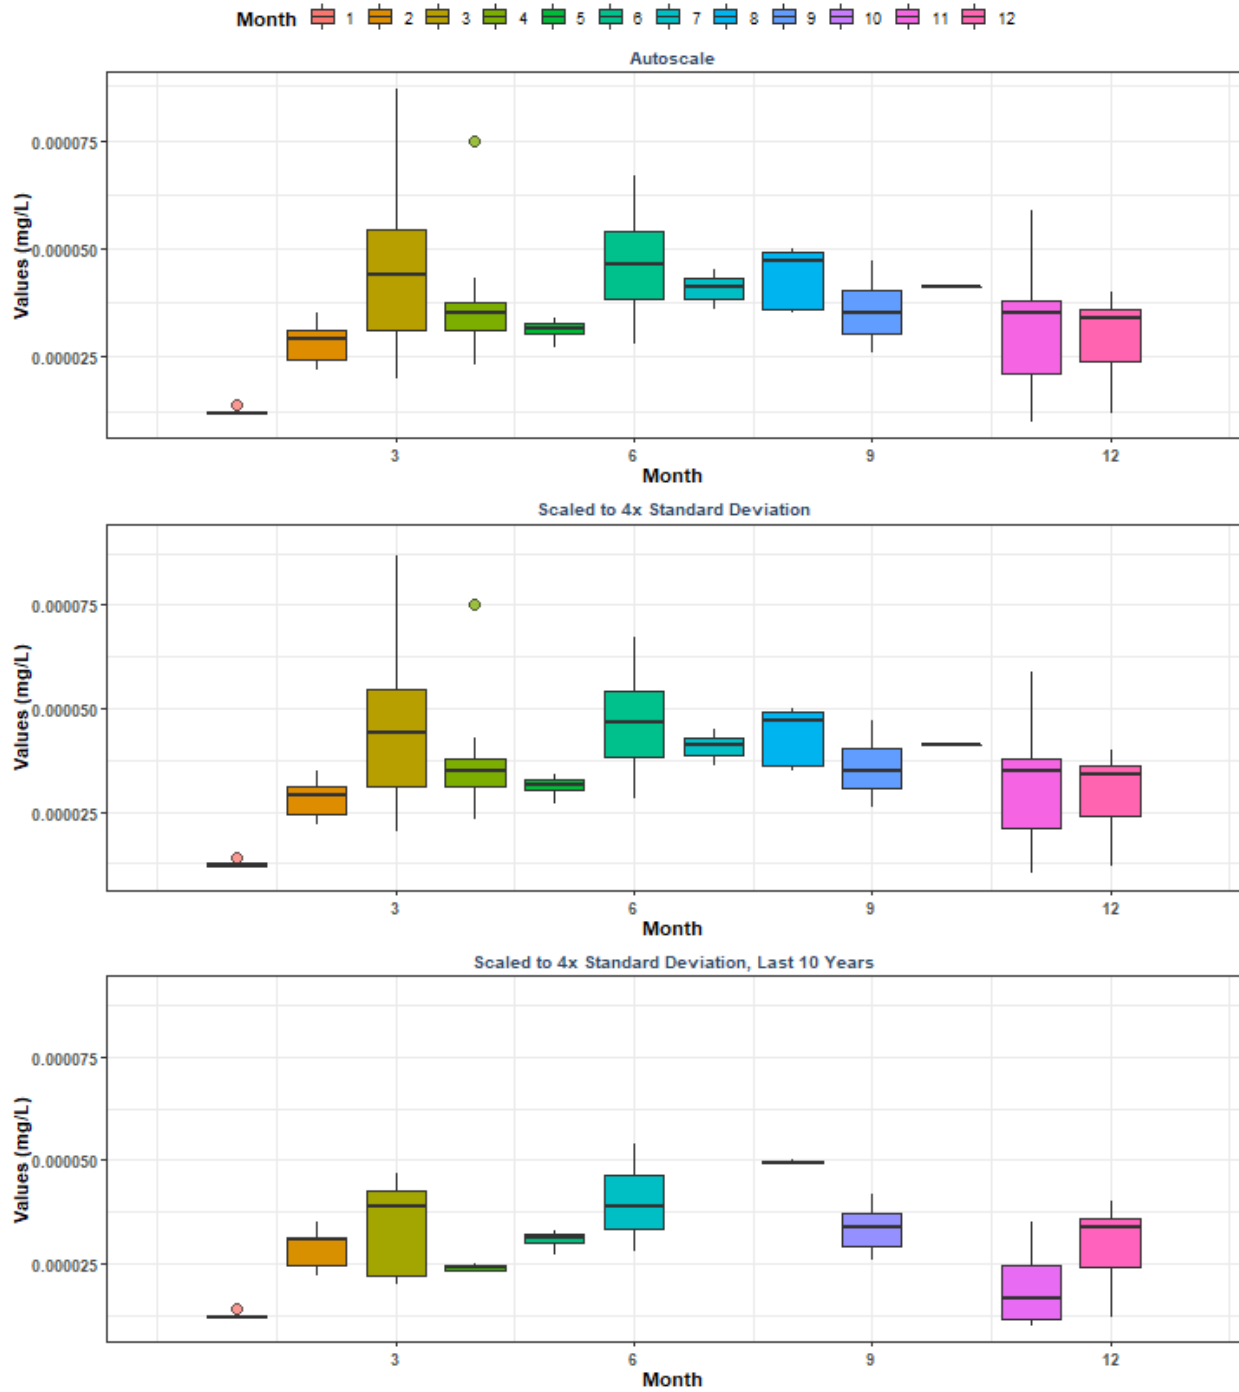 Month 1 2 3 4 5 6 7 8 9 10 11 12
Autoscale
Values (mg/L)
0.000075
0.000050
0.000025
3 6 9 12
Month
Scaled to 4x Standard Deviation
Values (mg/L)
0.000075
0.000050
0.000025
3 6 9 12
Month
Scaled to 4x Standard Deviation, Last 10 Years
Values (mg/L)
0.000075
0.000050
0.000025
3 6 9 12
Month